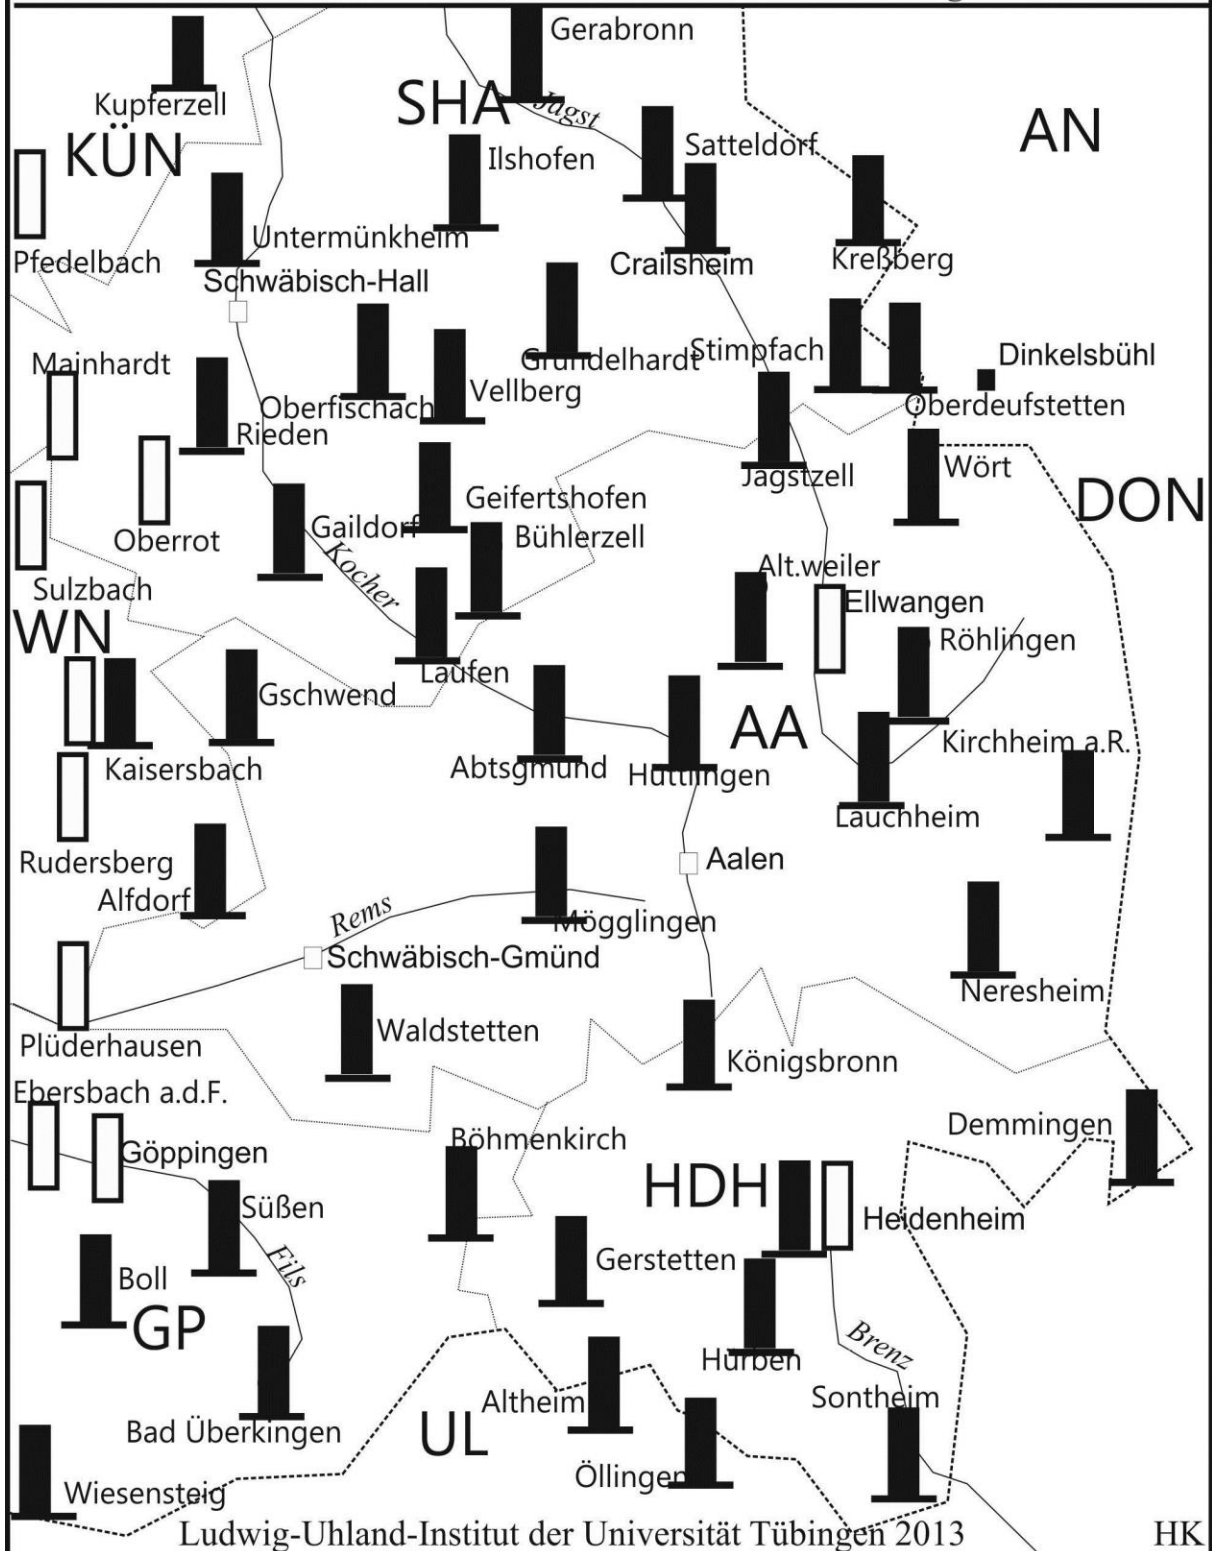 Gerabronn
Kupferzell
SHA
Jagst
AN
KÜN
Satteldorf
Ilshofen
Pfedelbach
Untermünkheim
Crailsheim
Kreßberg
Schwäbisch-Hall
Mainhardt
Gründelhardt
Stimpfach
Dinkelsbühl
Vellberg
Oberfischach
Oberdeufstetten
Rieden
Jagstzell
Wört
DON
Geifertshofen
Gaildorf
Bühlerzell
Oberrot
Kocher
Alt.weiler
Sulzbach
Ellwangen
WN
Röhlingen
Laufen
Gschwend
AA
Kirchheim a.R.
Kaisersbach
Abtsgmünd
Hüttlingen
Lauchheim
Rudersberg
Aalen
Alfdorf
Rems
Mögglingen
Schwäbisch-Gmünd
Neresheim
Waldstetten
Plüderhausen
Königsbronn
Ebersbach a.d.F.
Demmingen
Böhmenkirch
Göppingen
HDH
Süßen
Heidenheim
Gerstetten
Boll
Fils
GP
Hürben
Brenz
Altheim
Sontheim
Bad Überkingen
UL
Öllingen
Wiesensteig
Ludwig-Uhland-Institut der Universität Tübingen 2013
HK